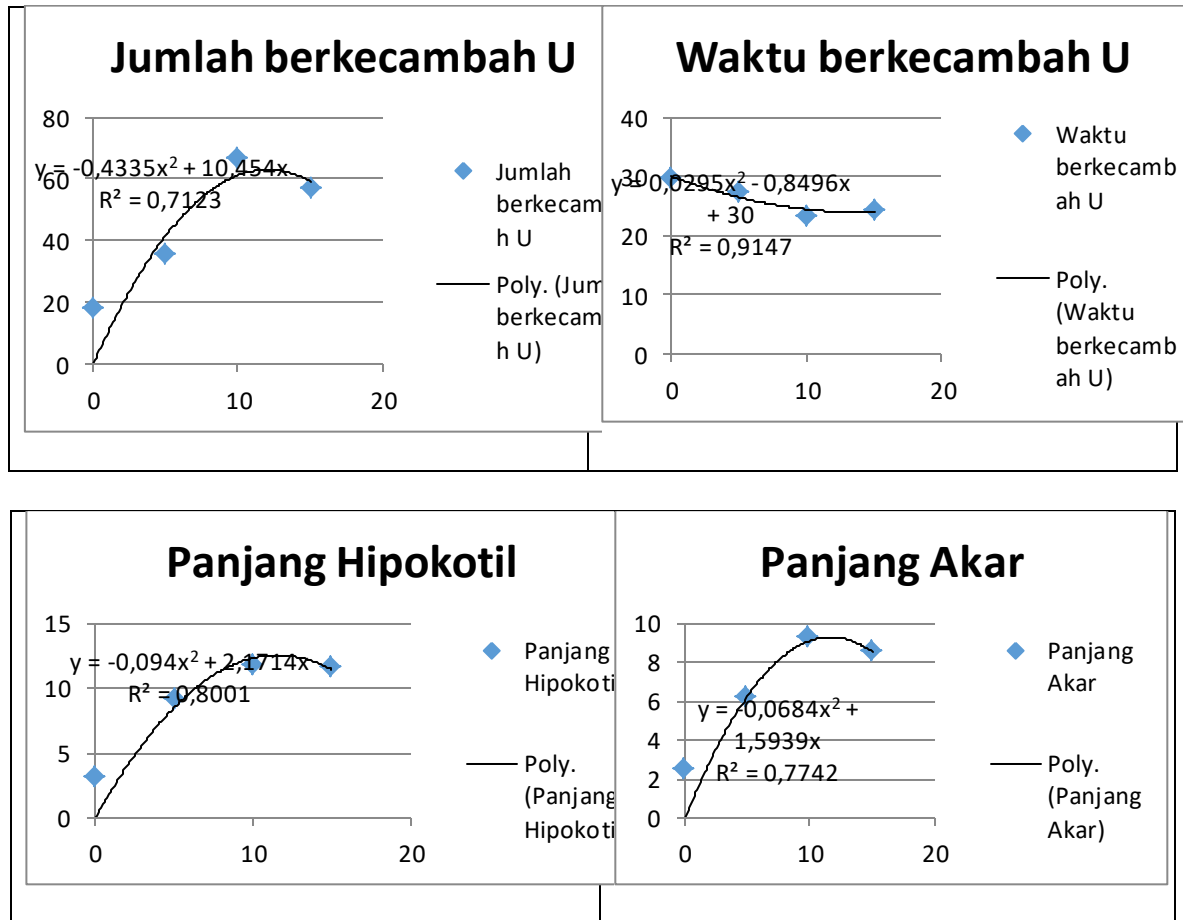 Jumlah berkecambah U
80
60
40
20
0
0
10
20
y = -0,4335x² + 10,454x
R² = 0,7123
Jumlah
berkecam
h U
Poly. (Jum
berkecam
h U)
Waktu berkecambah U
40
30
20
10
0
0
10
20
y = 0,0295x² - 0,8496x
+ 30
R² = 0,9147
Waktu
berkecamb
ah U
Poly.
(Waktu
berkecamb
ah U)
Panjang Hipokotil
15
10
5
0
0
10
20
y = -0,094x² + 2,1714x
R² = 0,8001
Panjang
Hipokoti
Poly.
(Panjang
Hipokoti
Panjang Akar
10
8
6
4
2
0
0
10
20
y = -0,0684x² +
1,5939x
R² = 0,7742
Panjang
Akar
Poly.
(Panjang
Akar)